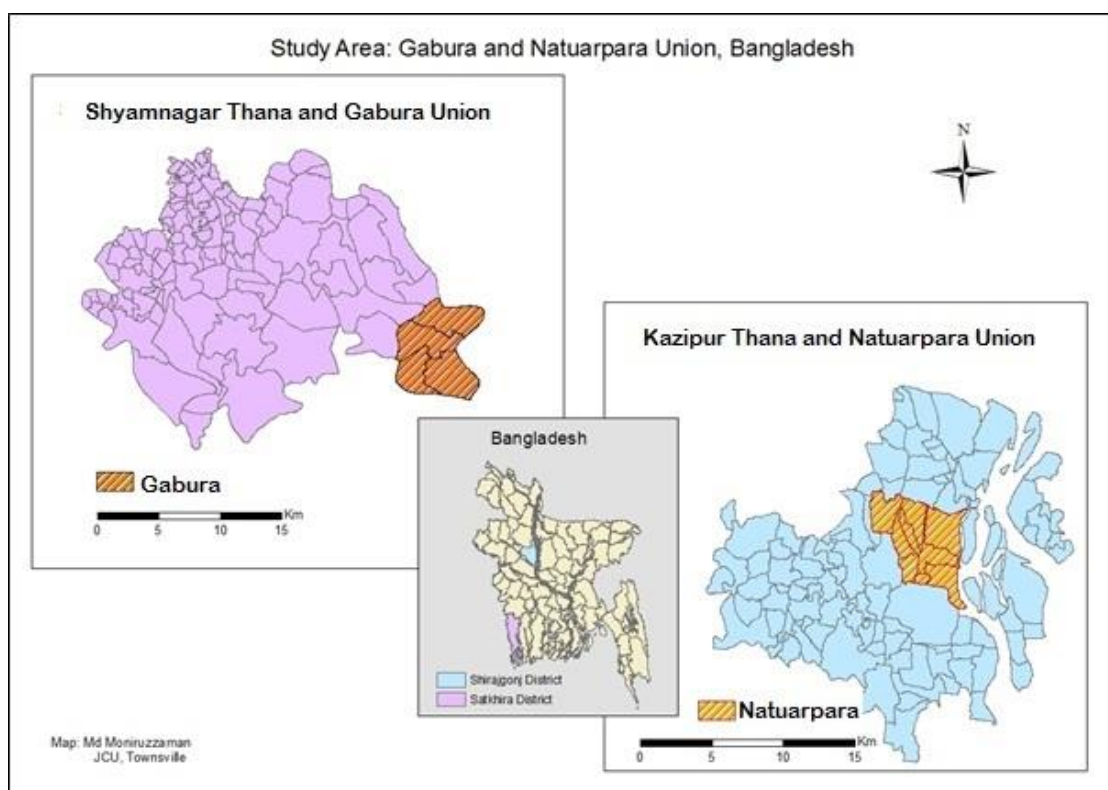 Study Area: Gabura and Natuarpara Union, Bangladesh
Shyamnagar Thana and Gabura Union
N
Gabura
Km
0 5 10 15
Kazipur Thana and Natuarpara Union
Bangladesh
Shirajgonj District
Satkhira District
Natuarpara
Km
0 5 10 15
Map: Md Moniruzzaman
JCU, Townsville